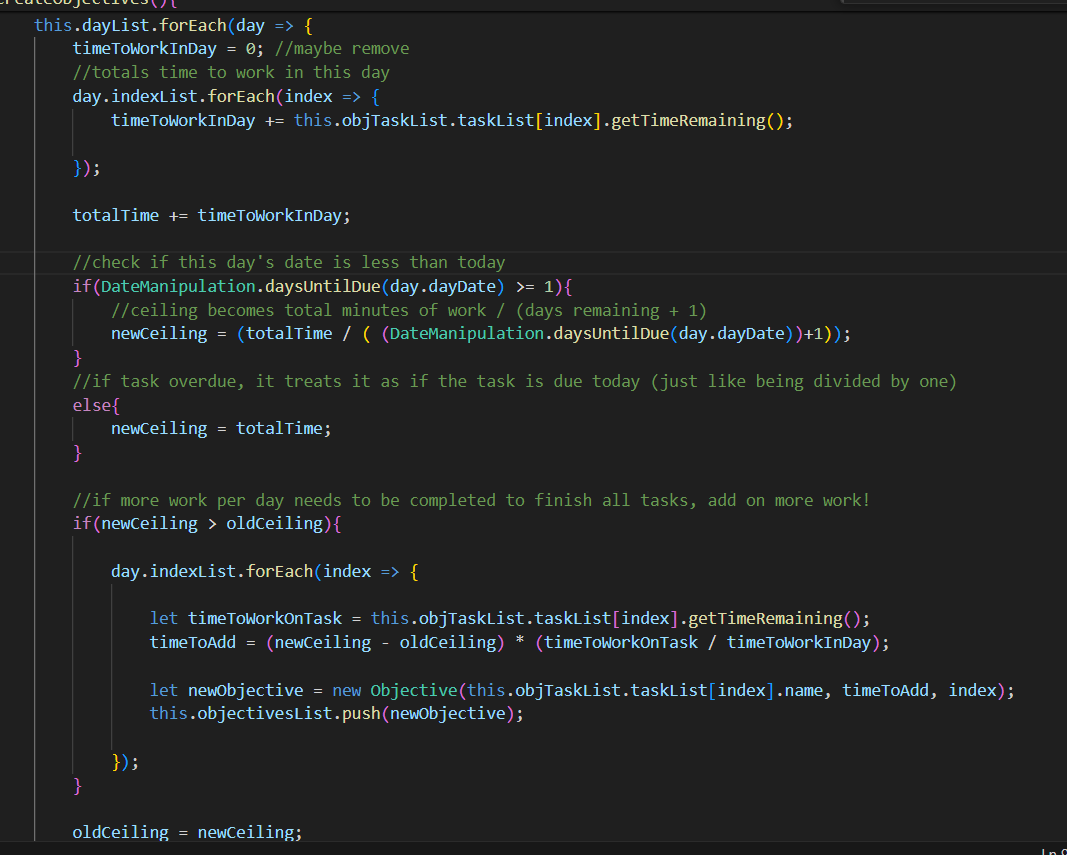 createObjectives(){
this.dayList.forEach(day => {
timeToWorkInDay = 0; //maybe remove
//totals time to work in this day
day.indexList.forEach(index => {
timeToWorkInDay += this.objTaskList.taskList[index].getTimeRemaining();
});
totalTime += timeToWorkInDay;
//check if this day's date is less than today
if(DateManipulation.daysUntilDue(day.dayDate) >= 1){
//ceiling becomes total minutes of work / (days remaining + 1)
newCeiling = (totalTime / ( (DateManipulation.daysUntilDue(day.dayDate))+1));
}
//if task overdue, it treats it as if the task is due today (just like being divided by one)
else{
newCeiling = totalTime;
}
//if more work per day needs to be completed to finish all tasks, add on more work!
if(newCeiling > oldCeiling){
day.indexList.forEach(index => {
let timeToWorkOnTask = this.objTaskList.taskList[index].getTimeRemaining();
timeToAdd = (newCeiling - oldCeiling) * (timeToWorkOnTask / timeToWorkInDay);
let newObjective = new Objective(this.objTaskList.taskList[index].name, timeToAdd, index);
this.objectivesList.push(newObjective);
});
}
oldCeiling = newCeiling;